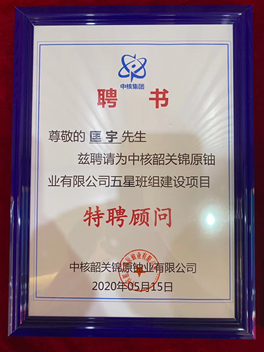 中核集团
聘 书
尊敬的 匡 宇 先生
兹聘请为中核韶关锦原铀
业有限公司五星班组建设项目
特聘顾问
中核韶关锦原铀业有限公司
2020年05月15日